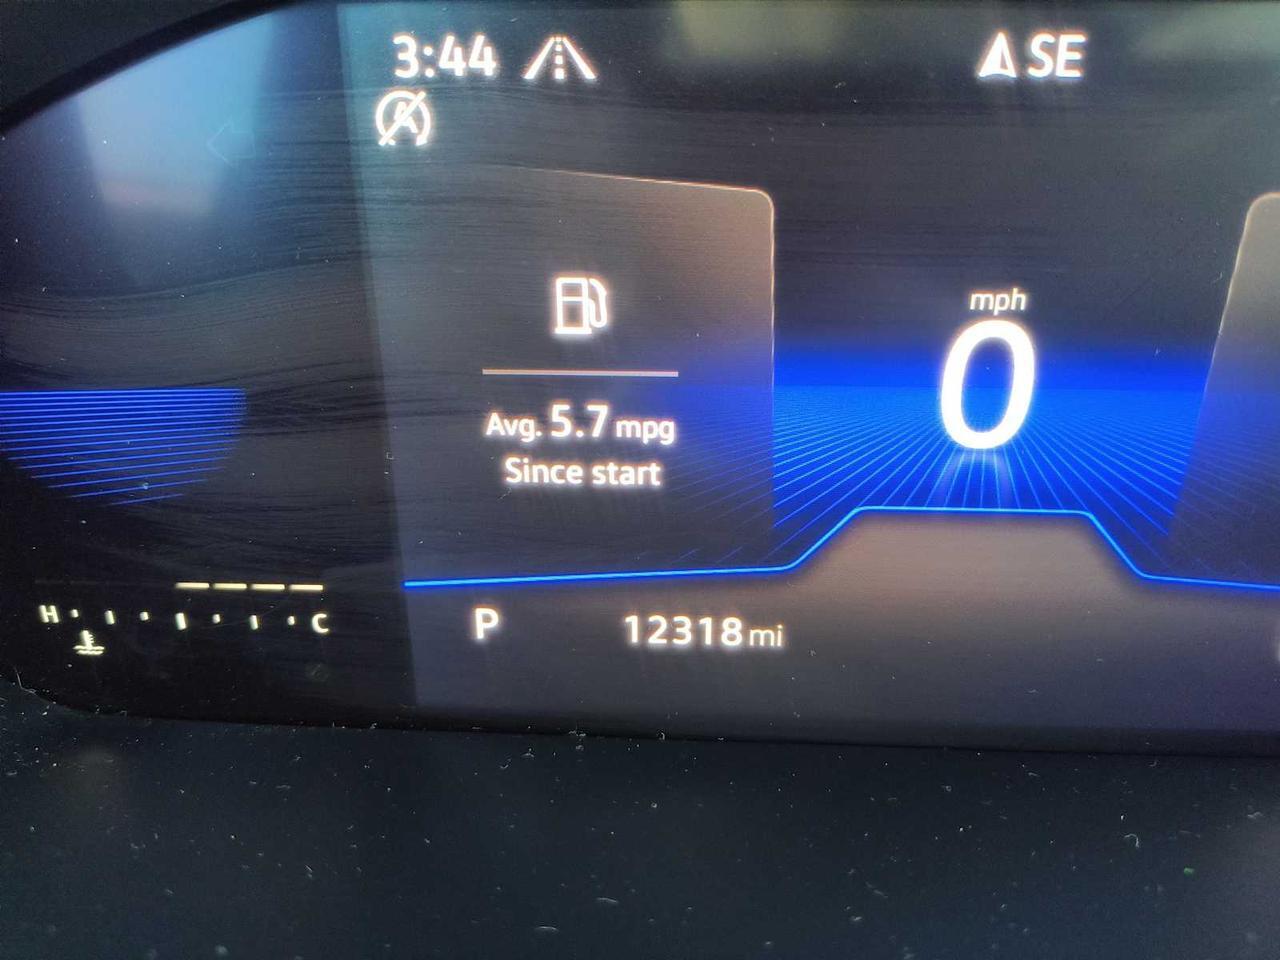 3:44
SE
A
mph
0
Avg. 5.7 mpg
Since start
H C
P 12318 mi